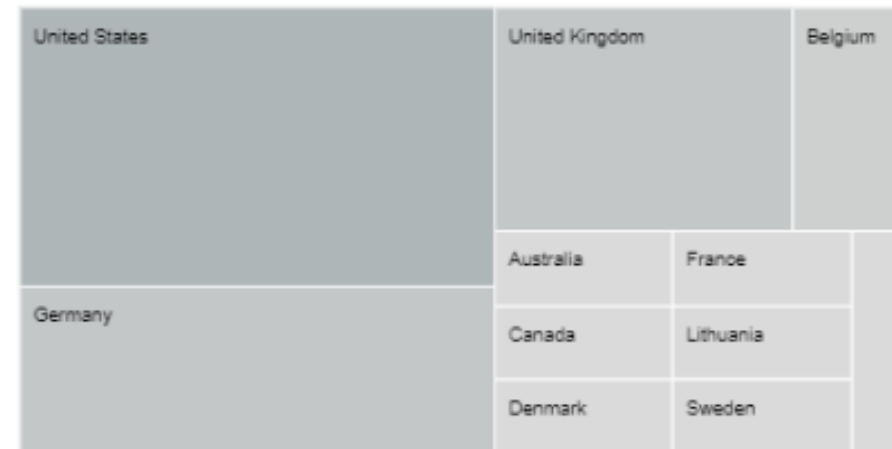 United States
United Kingdom
Belgium
Australia
France
Germany
Canada
Lithuania
Denmark
Sweden